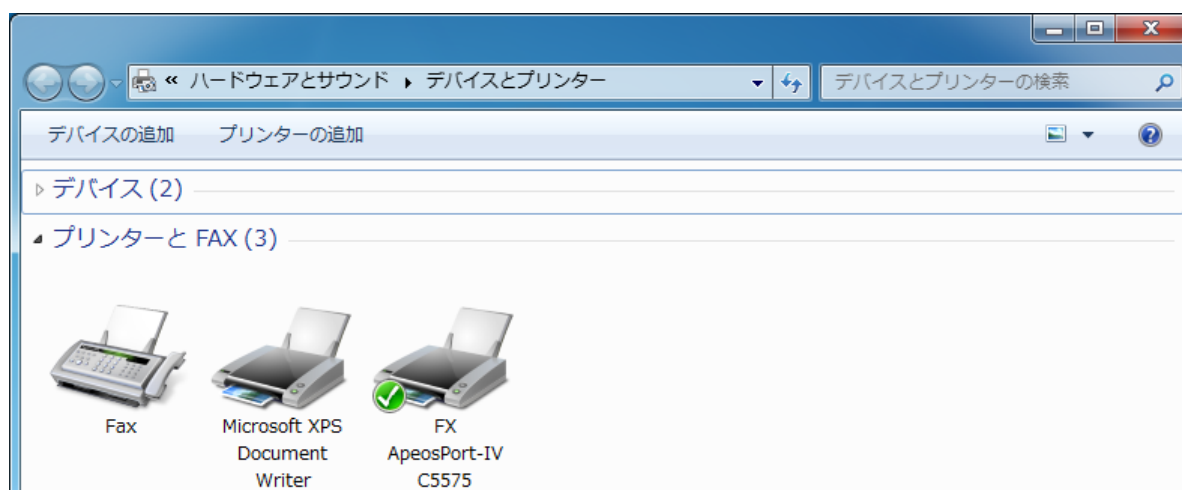 « ハードウェアとサウンド ▸ デバイスとプリンター
デバイスとプリンターの検索
デバイスの追加 プリンターの追加
デバイス (2)
プリンターと FAX (3)
Fax
Microsoft XPS
Document
Writer
FX
ApeosPort-IV
C5575